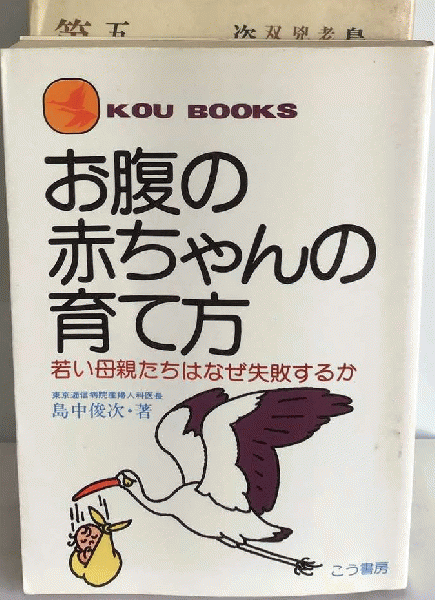 KOU BOOKS
お腹の
赤ちゃんの
育て方
若い母親たちはなぜ失敗するか
東京逓信病院産婦人科医長
島中俊次・著
こう書房